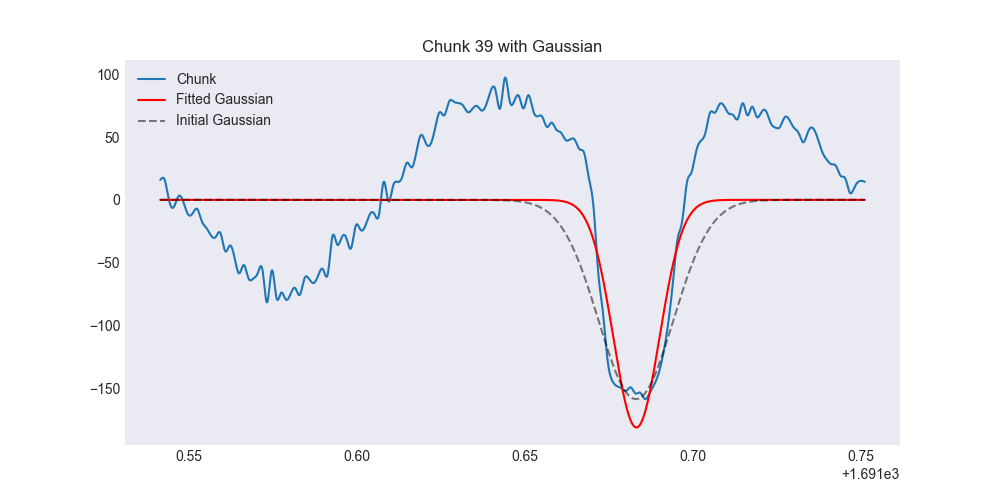 Chunk 39 with Gaussian
Chunk
Fitted Gaussian
Initial Gaussian
100
50
0
−50
−100
−150
0.55 0.60 0.65 0.70 0.75
+1.691e3